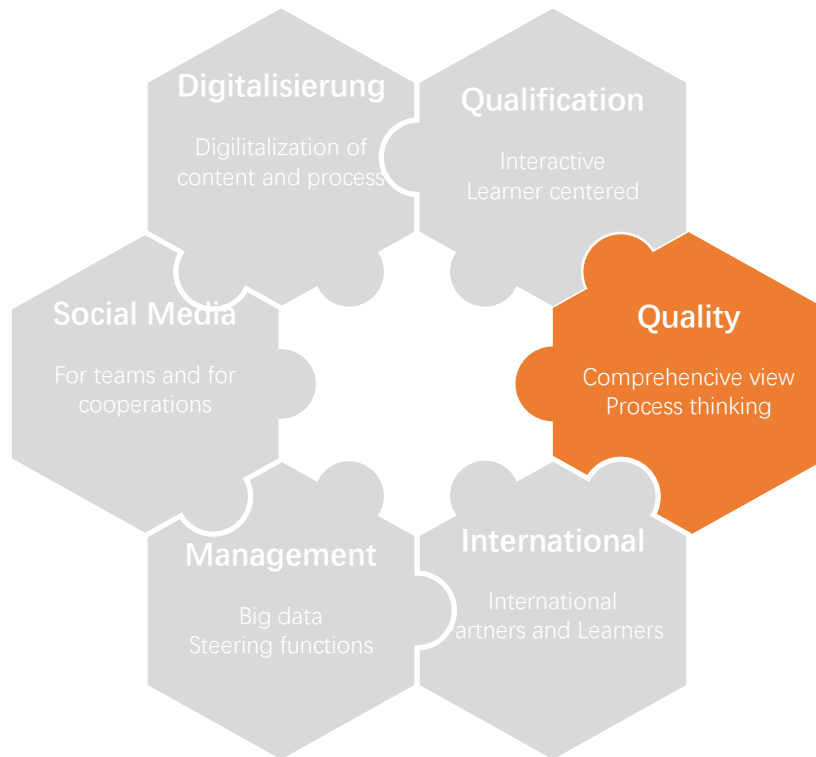 Digitalisierung
Digilitalization of
content and process
Qualification
Interactive
Learner centered
Social Media
For teams and for
cooperations
Quality
Comprehencive view
Process thinking
Management
Big data
Steering functions
International
International
artners and Learners